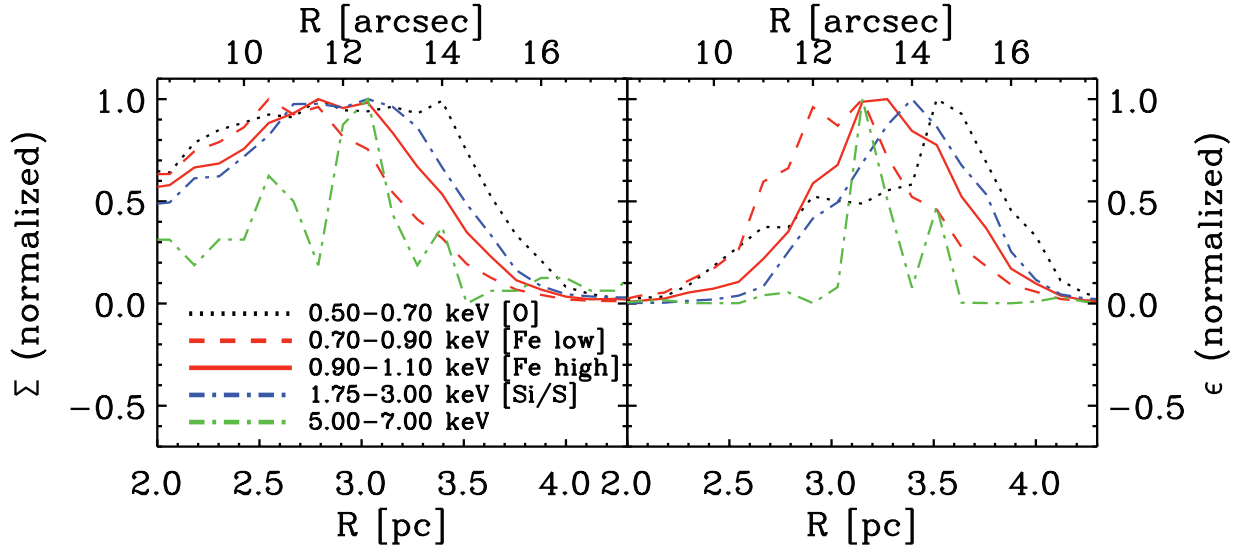 R [arcsec]
R [arcsec]
10 12 14 16
10 12 14 16
1.0
0.5
0.0
−0.5
Σ (normalized)
0.50−0.70 keV [O]
0.70−0.90 keV [Fe low]
0.90−1.10 keV [Fe high]
1.75−3.00 keV [Si/S]
5.00−7.00 keV
1.0
0.5
0.0
−0.5
ϵ (normalized)
2.0 2.5 3.0 3.5 4.0
2.0 2.5 3.0 3.5 4.0
R [pc]
R [pc]